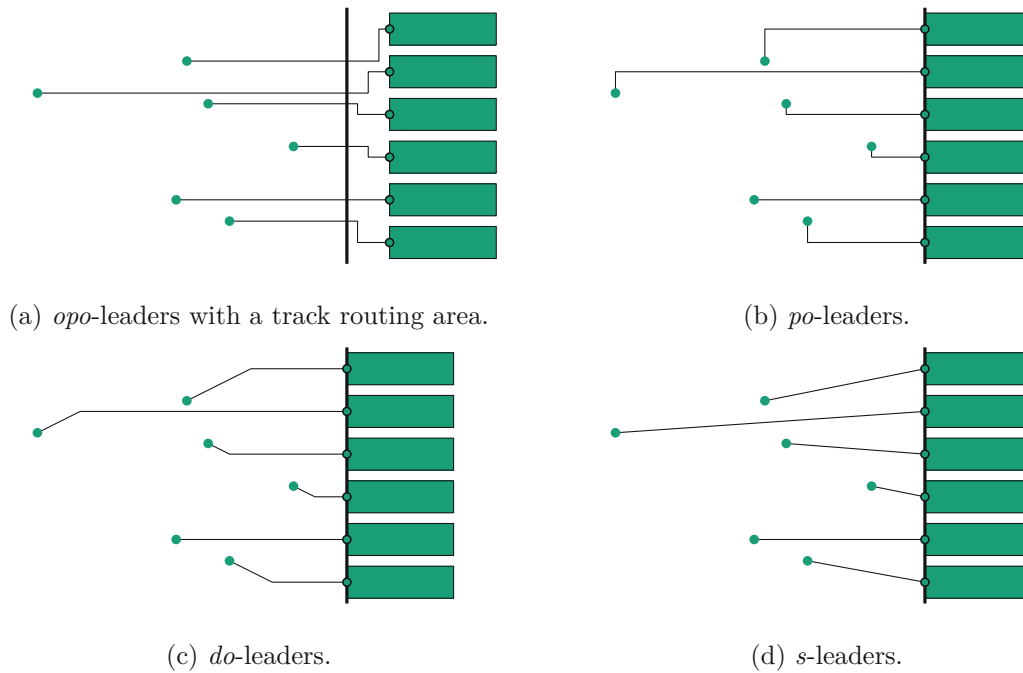 (a) opo-leaders with a track routing area.
(b) po-leaders.
(c) do-leaders.
(d) s-leaders.